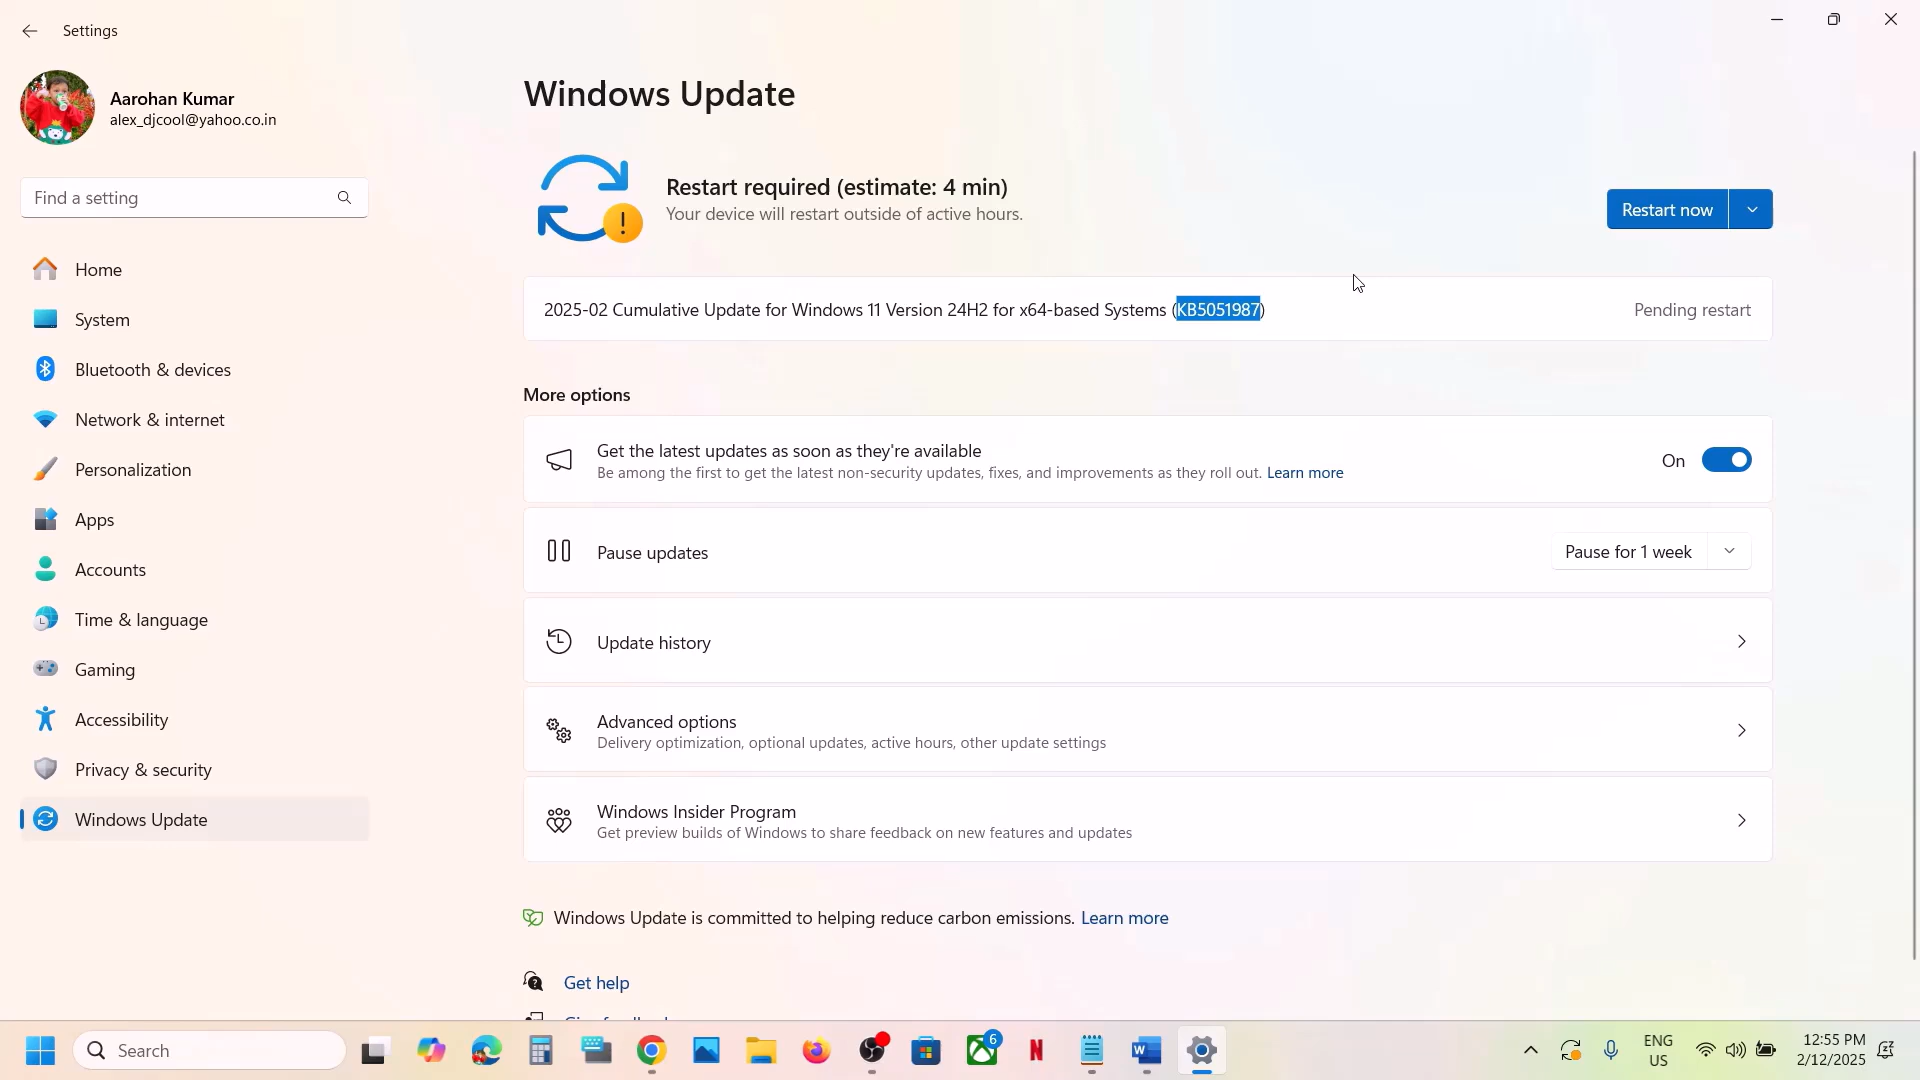 Settings
Aarohan Kumar
alex_djcool@yahoo.co.in
Find a setting
Home
System
Bluetooth & devices
Network & internet
Personalization
Apps
Accounts
Time & language
Gaming
Accessibility
Privacy & security
Windows Update
Windows Update
Restart required (estimate: 4 min)
Your device will restart outside of active hours.
Restart now
2025-02 Cumulative Update for Windows 11 Version 24H2 for x64-based Systems (KB5051987)
Pending restart
More options
Get the latest updates as soon as they're available
Be among the first to get the latest non-security updates, fixes, and improvements as they roll out. Learn more
On
Pause updates
Pause for 1 week
Update history
Advanced options
Delivery optimization, optional updates, active hours, other update settings
Windows Insider Program
Get preview builds of Windows to share feedback on new features and updates
Windows Update is committed to helping reduce carbon emissions. Learn more
Get help
Search
6
ENG
US
12:55 PM
2/12/2025